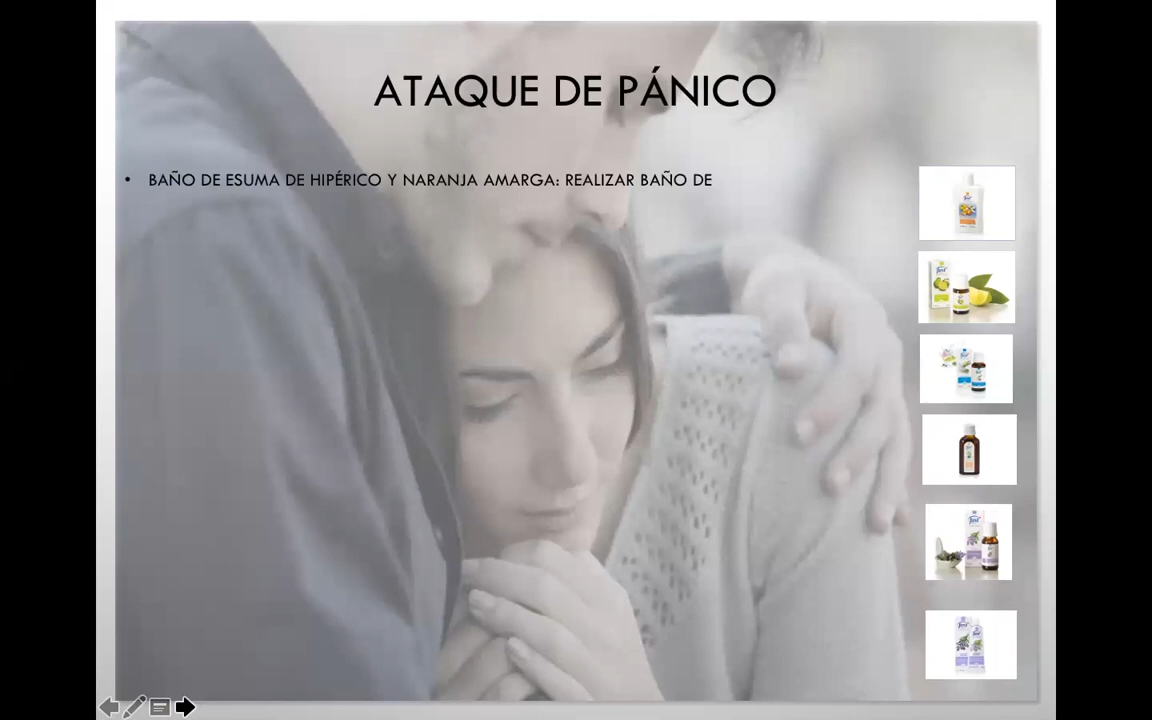 ATAQUE DE PÁNICO
• BAÑO DE ESUMA DE HIPÉRICO Y NARANJA AMARGA: REALIZAR BAÑO DE